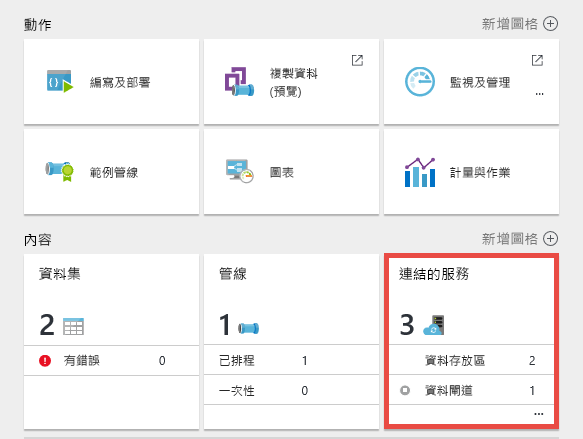 動作
新增圖格
編寫及部署
複製資料
(預覽)
監視及管理
...
範例管線
圖表
計量與作業
內容
新增圖格
資料集
2
有錯誤 0
管線
1
已排程 1
一次性 0
連結的服務
3
資料存放區 2
資料閘道 1
...